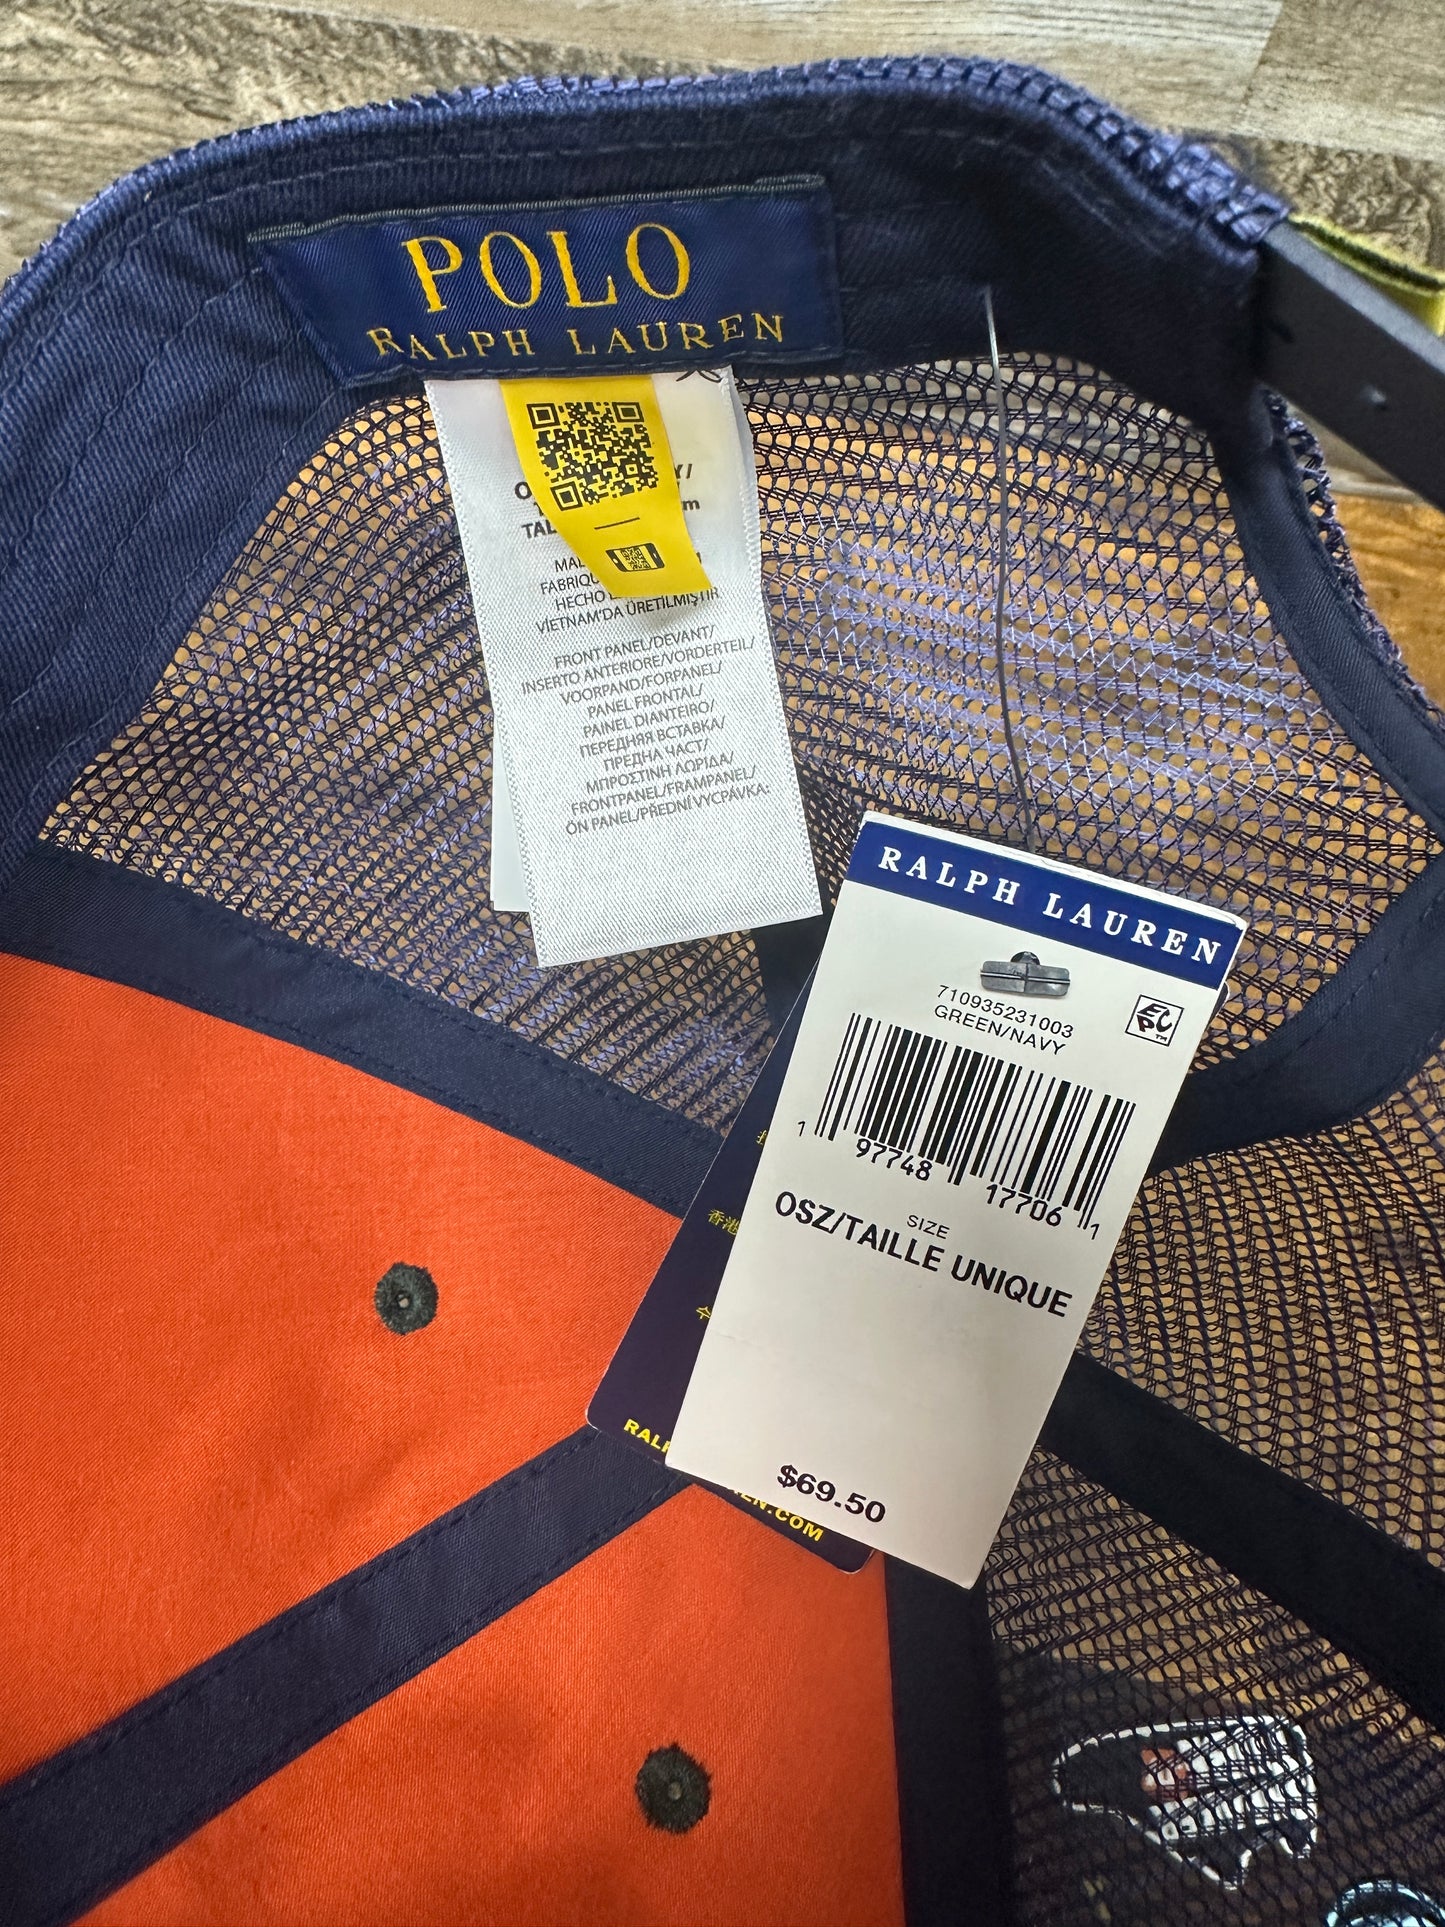 POLO
RALPH LAUREN
VİETNAM'DA ÜRETİLMİŞTİR
FRONT PANEL/DEVANT/
INSERTO ANTERIORE/VORDERTEIL/
VOORPAND/FORPANEL/
PANEL FRONTAL/
PAINEL DIANTEIRO/
ПЕРЕДНЯЯ ВСТАВКА/
ПРЕДНА ЧАСТ/
ΜΠΡΟΣΤΙΝΗ ΛΩΡΙΔΑ/
FRONTPANEL/FRAMPANEL/
ÖN PANEL/PŘEDNÍ VYCPÁVKA:
RALPH LAUREN
710935231003
GREEN/NAVY
EPC™
1 97748 17706 1
SIZE
OSZ/TAILLE UNIQUE
$69.50